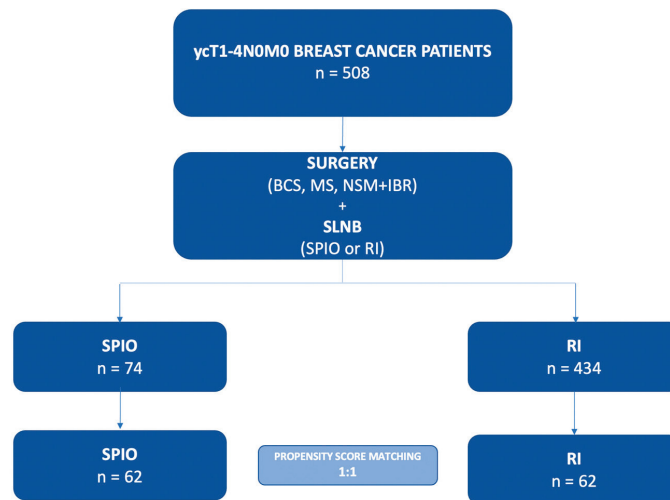 ycT1-4N0M0 BREAST CANCER PATIENTS
n = 508
SURGERY
(BCS, MS, NSM+IBR)
+
SLNB
(SPIO or RI)
SPIO
n = 74
RI
n = 434
SPIO
n = 62
PROPENSITY SCORE MATCHING
1:1
RI
n = 62